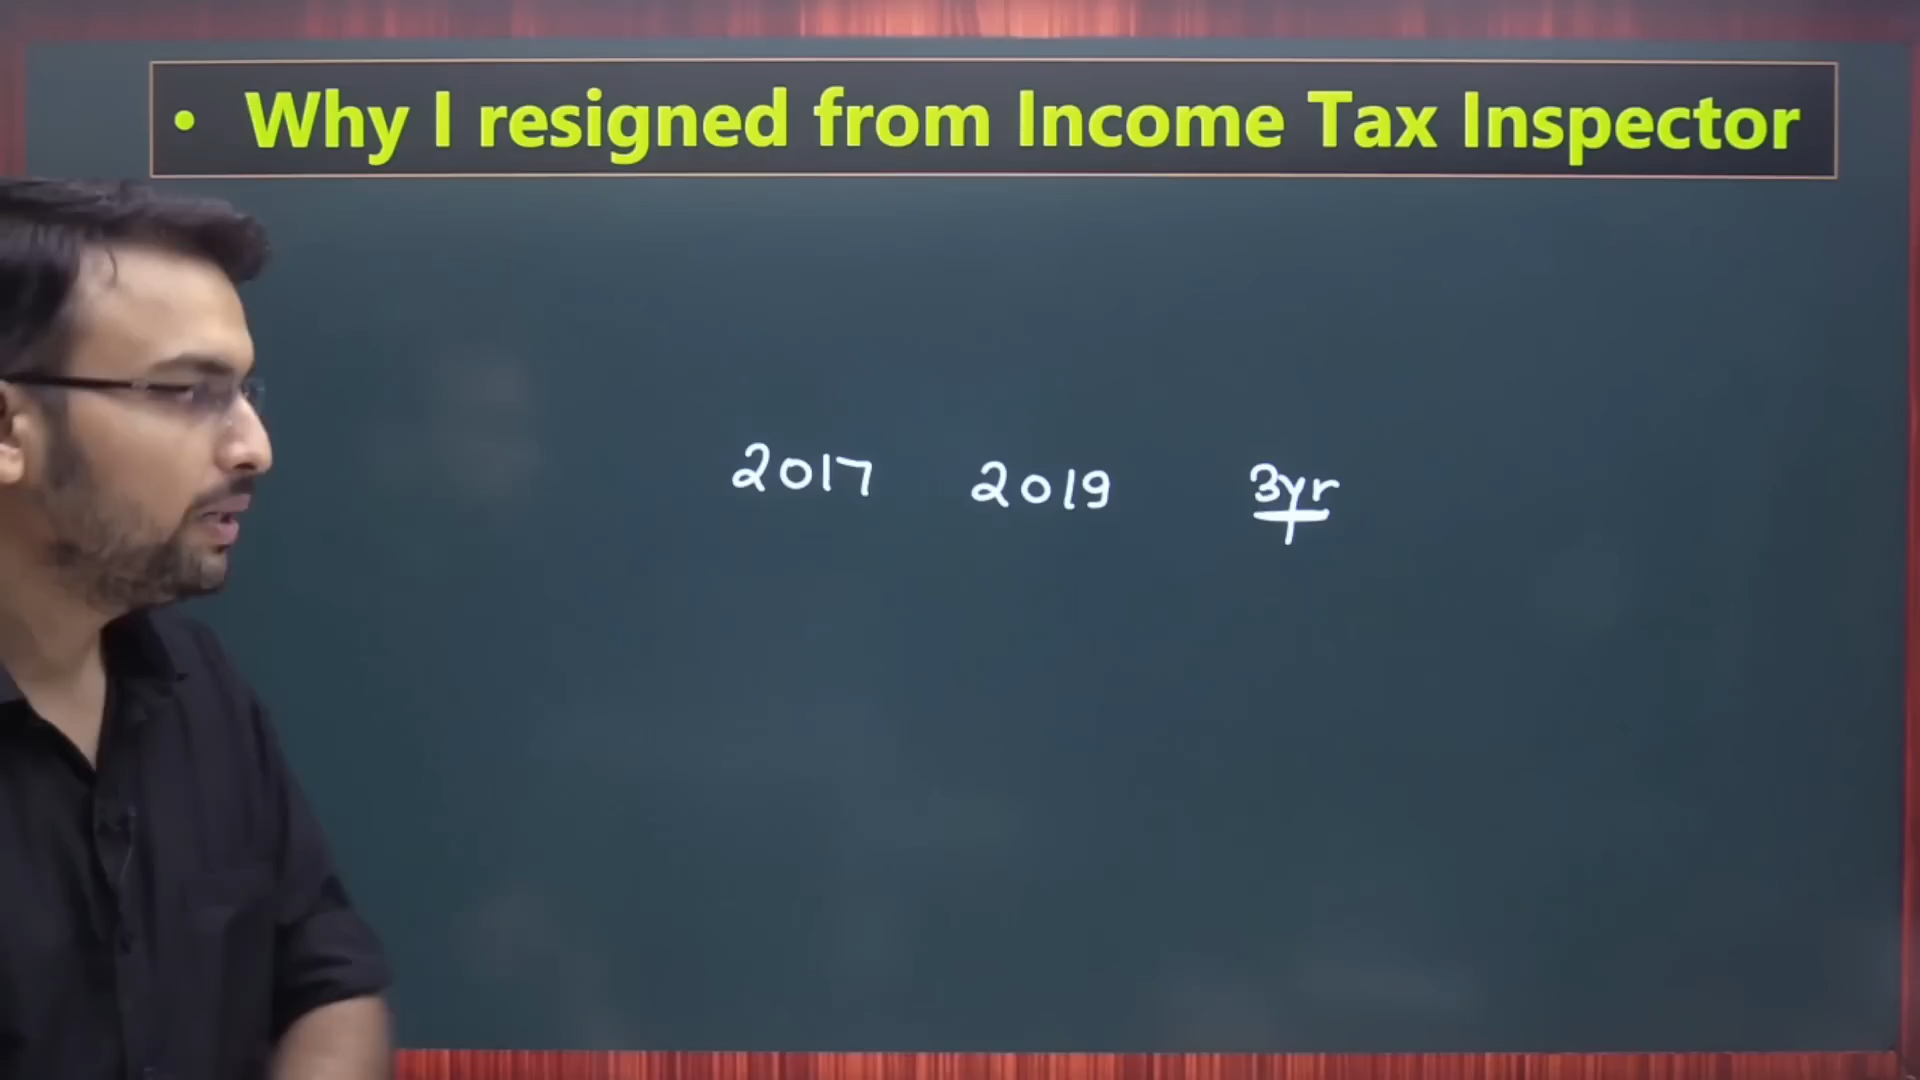 • Why I resigned from Income Tax Inspector
2017 2019 3yr